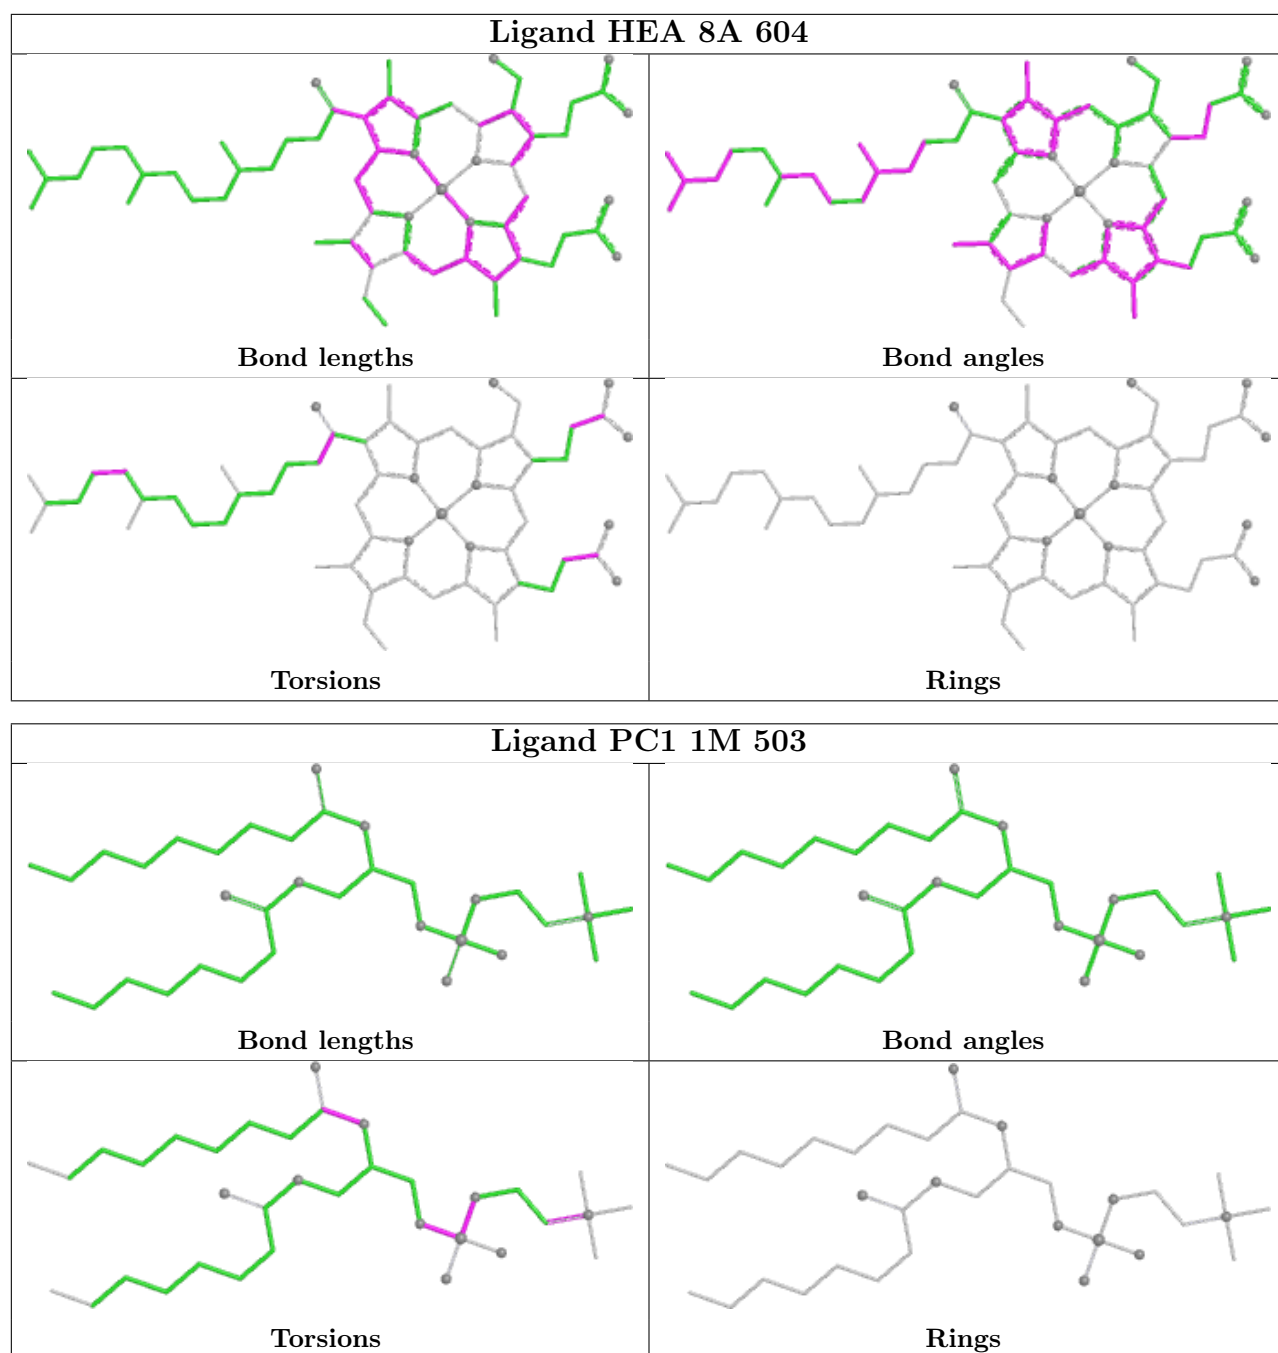 Ligand HEA 8A 604
Bond lengths
Bond angles
Torsions
Rings
Ligand PC1 1M 503
Bond lengths
Bond angles
Torsions
Rings